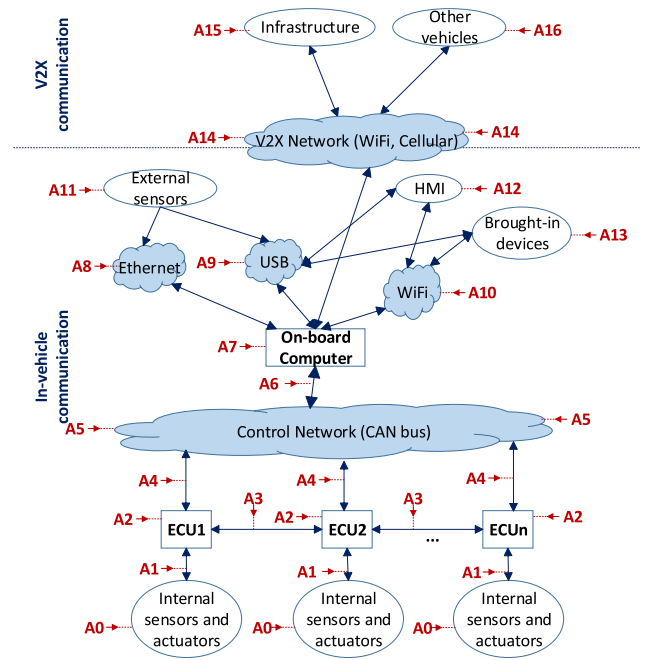 A15
Infrastructure
Other
vehicles
A16
V2X
communication
A14
V2X Network (WiFi, Cellular)
A14
A11
External
sensors
HMI
A12
Brought-in
devices
A13
A8
Ethernet
A9
USB
WiFi
A10
In-vehicle
communication
A7
On-board
Computer
A6
A5
Control Network (CAN bus)
A5
A4
A4
A4
A3
A3
A2
ECU1
A2
ECU2
...
ECUn
A2
A1
A1
A1
Internal
sensors and
actuators
A0
Internal
sensors and
actuators
A0
Internal
sensors and
actuators
A0